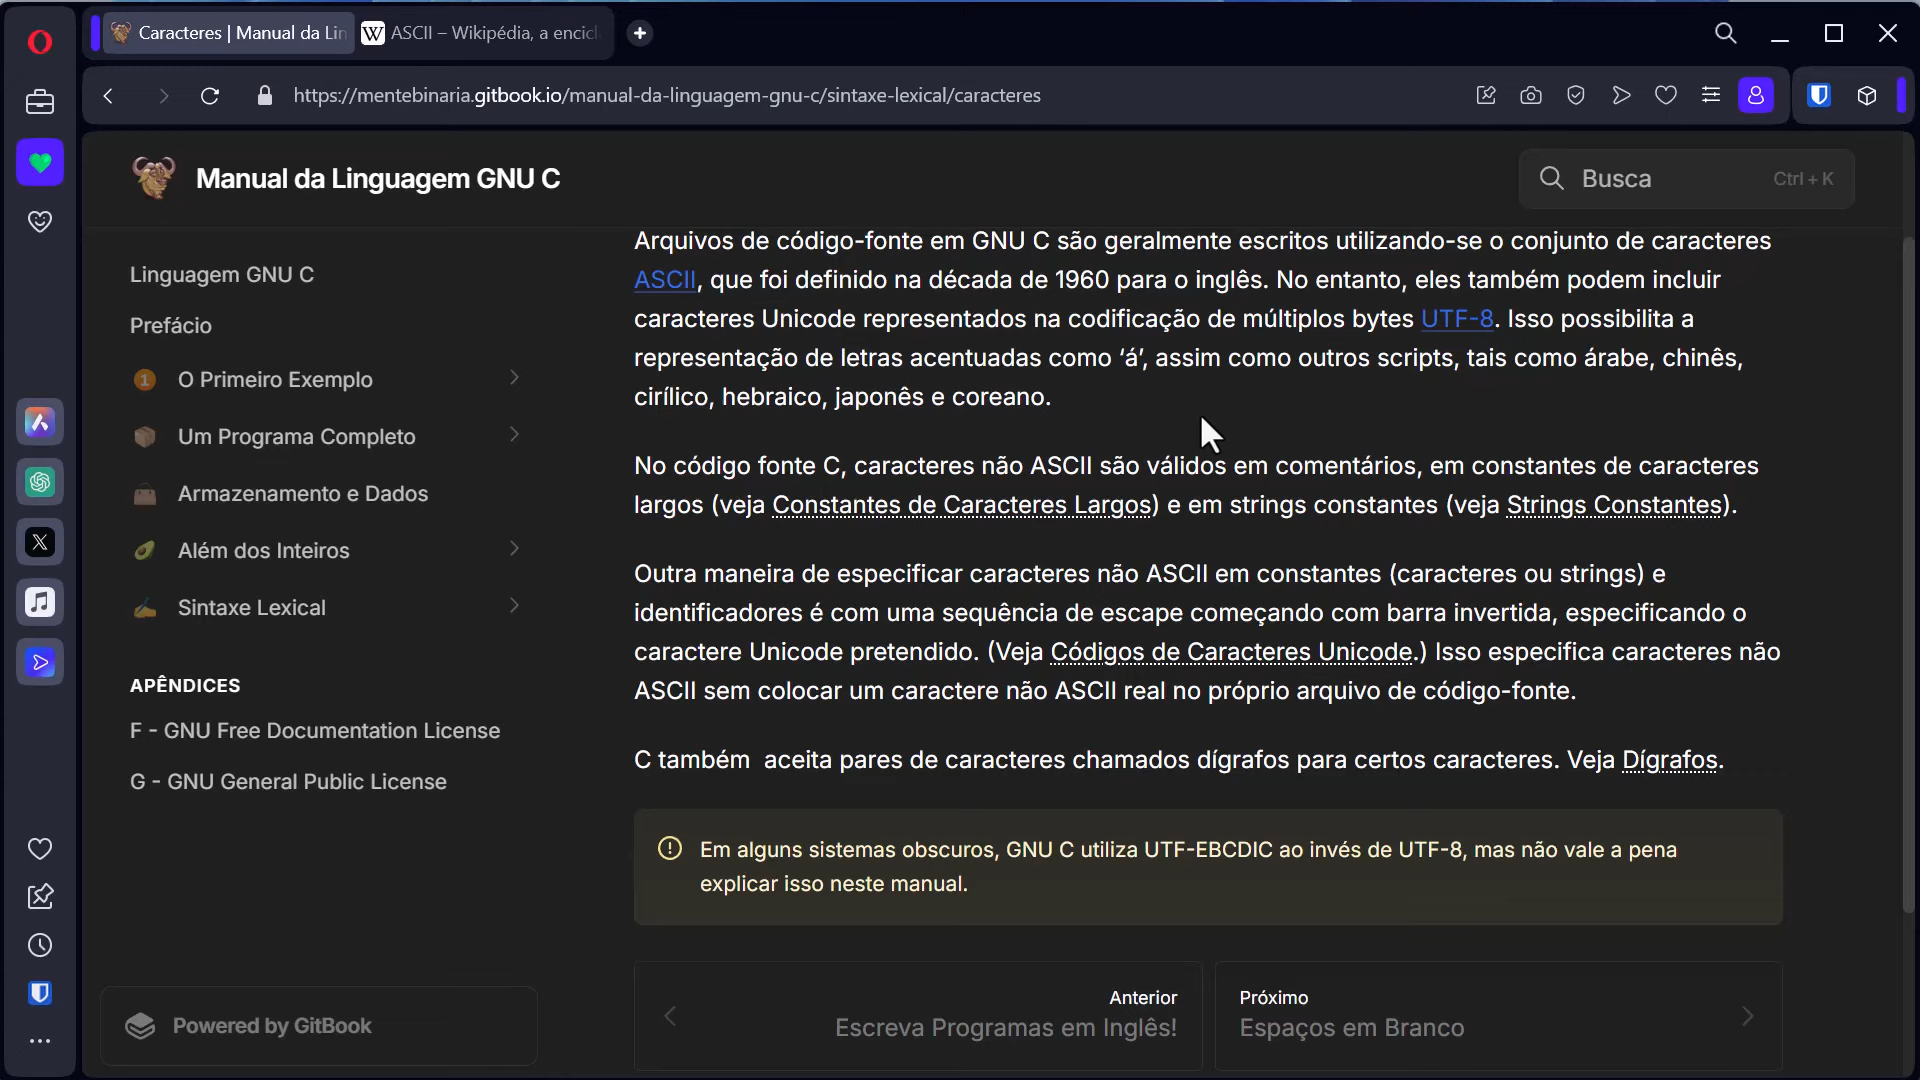 Caracteres | Manual da Lin
ASCII – Wikipédia, a encicl
https://mentebinaria.gitbook.io/manual-da-linguagem-gnu-c/sintaxe-lexical/caracteres
Manual da Linguagem GNU C
Busca
Ctrl + K
Linguagem GNU C
Prefácio
1 O Primeiro Exemplo
Um Programa Completo
Armazenamento e Dados
Além dos Inteiros
Sintaxe Lexical
APÊNDICES
F - GNU Free Documentation License
G - GNU General Public License
Powered by GitBook
Arquivos de código-fonte em GNU C são geralmente escritos utilizando-se o conjunto de caracteres
ASCII, que foi definido na década de 1960 para o inglês. No entanto, eles também podem incluir
caracteres Unicode representados na codificação de múltiplos bytes UTF-8. Isso possibilita a
representação de letras acentuadas como ‘á’, assim como outros scripts, tais como árabe, chinês,
cirílico, hebraico, japonês e coreano.
No código fonte C, caracteres não ASCII são válidos em comentários, em constantes de caracteres
largos (veja Constantes de Caracteres Largos) e em strings constantes (veja Strings Constantes).
Outra maneira de especificar caracteres não ASCII em constantes (caracteres ou strings) e
identificadores é com uma sequência de escape começando com barra invertida, especificando o
caractere Unicode pretendido. (Veja Códigos de Caracteres Unicode.) Isso especifica caracteres não
ASCII sem colocar um caractere não ASCII real no próprio arquivo de código-fonte.
C também  aceita pares de caracteres chamados dígrafos para certos caracteres. Veja Dígrafos.
Em alguns sistemas obscuros, GNU C utiliza UTF-EBCDIC ao invés de UTF-8, mas não vale a pena
explicar isso neste manual.
Anterior
Escreva Programas em Inglês!
Próximo
Espaços em Branco